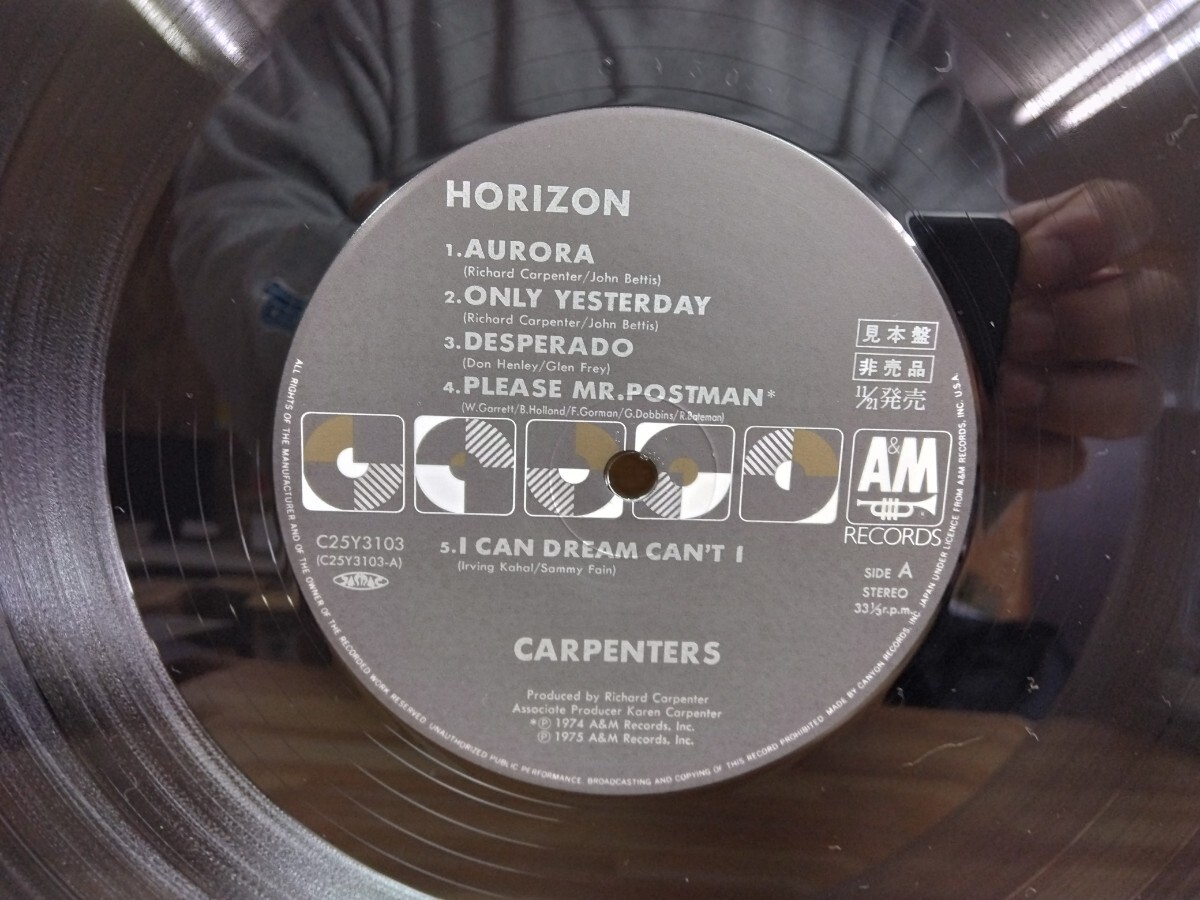 HORIZON
1.AURORA
(Richard Carpenter/John Bettis)
2.ONLY YESTERDAY
(Richard Carpenter/John Bettis)
3.DESPERADO
(Don Henley/Glen Frey)
4.PLEASE MR.POSTMAN*
(W.Garrett/B.Holland/F.Gorman/G.Dobbins/R.Bateman)
見本盤
非売品
11/21発売
A&M
RECORDS
C25Y3103
(C25Y3103-A)
JASRAC
5.I CAN DREAM CAN'T I
(Irving Kahal/Sammy Fain)
SIDE A
STEREO
33⅓r.p.m.
CARPENTERS
Produced by Richard Carpenter
Associate Producer Karen Carpenter
*Ⓟ 1974 A&M Records, Inc.
Ⓟ 1975 A&M Records, Inc.
ALL RIGHTS OF THE MANUFACTURER AND OF THE OWNER OF THE RECORDED WORK RESERVED UNAUTHORIZED PUBLIC PERFORMANCE, BROADCASTING AND COPYING OF THIS RECORD PROHIBITED MADE BY CANYON RECORDS, INC. JAPAN UNDER LICENCE FROM A&M RECORDS, INC. U.S.A.